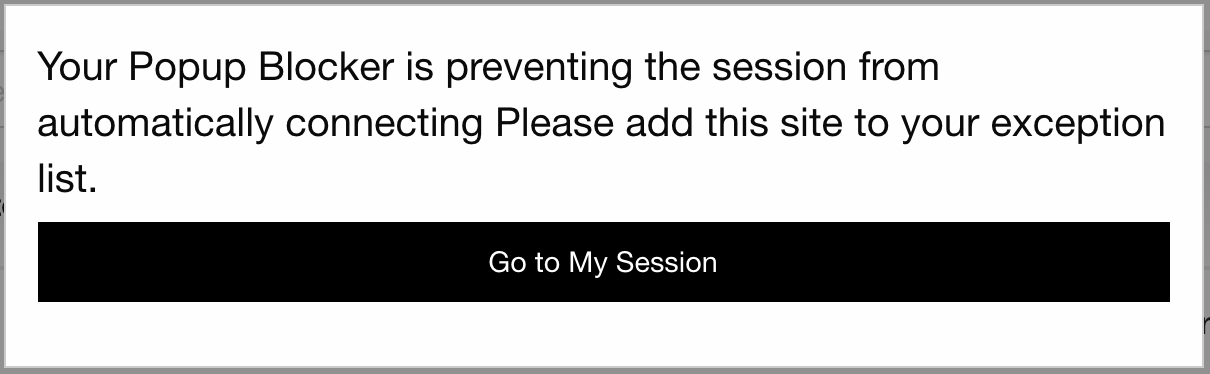 Your Popup Blocker is preventing the session from
automatically connecting Please add this site to your exception
list.
Go to My Session